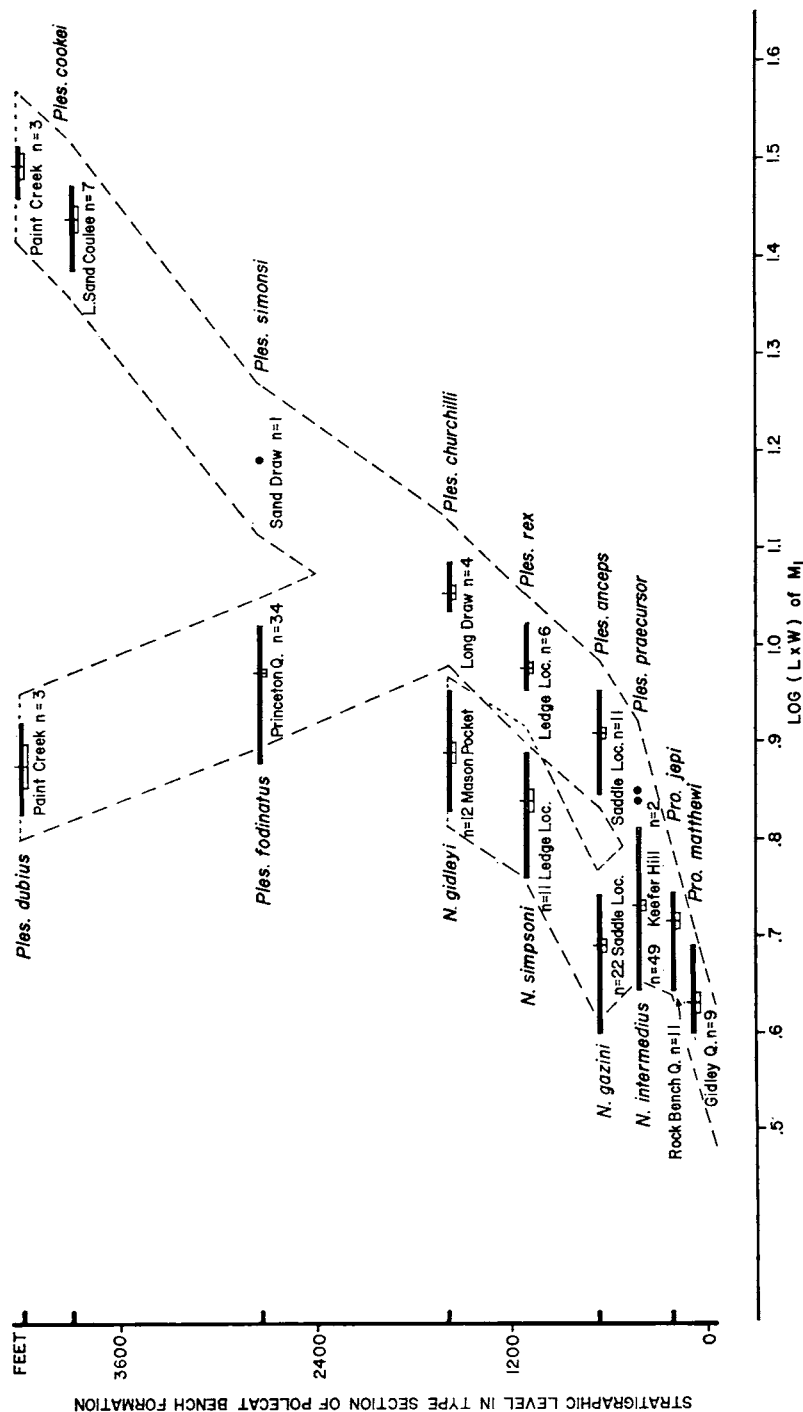 Ples. dubius
Paint Creek n=3
Paint Creek n=3
Ples. cookei
L.Sand Coulee n=7
Ples. fodinatus
Princeton Q. n=34
Sand Draw n=1
Ples. simonsi
N. gidleyi
n=12 Mason Pocket
Long Draw n=4
Ples. churchilli
N. simpsoni
n=11 Ledge Loc.
Ledge Loc. n=6
Ples. rex
N. gazini
n=22 Saddle Loc.
Saddle Loc. n=11
Ples. anceps
N. intermedius
n=49 Keefer Hill n=2
Ples. praecursor
Rock Bench Q. n=11
Pro. jepi
Gidley Q. n=9
Pro. matthewi
FEET
3600
2400
1200
0
STRATIGRAPHIC LEVEL IN TYPE SECTION OF POLECAT BENCH FORMATION
.5 .6 .7 .8 .9 1.0 1.1 1.2 1.3 1.4 1.5 1.6
LOG (L x W) of M1